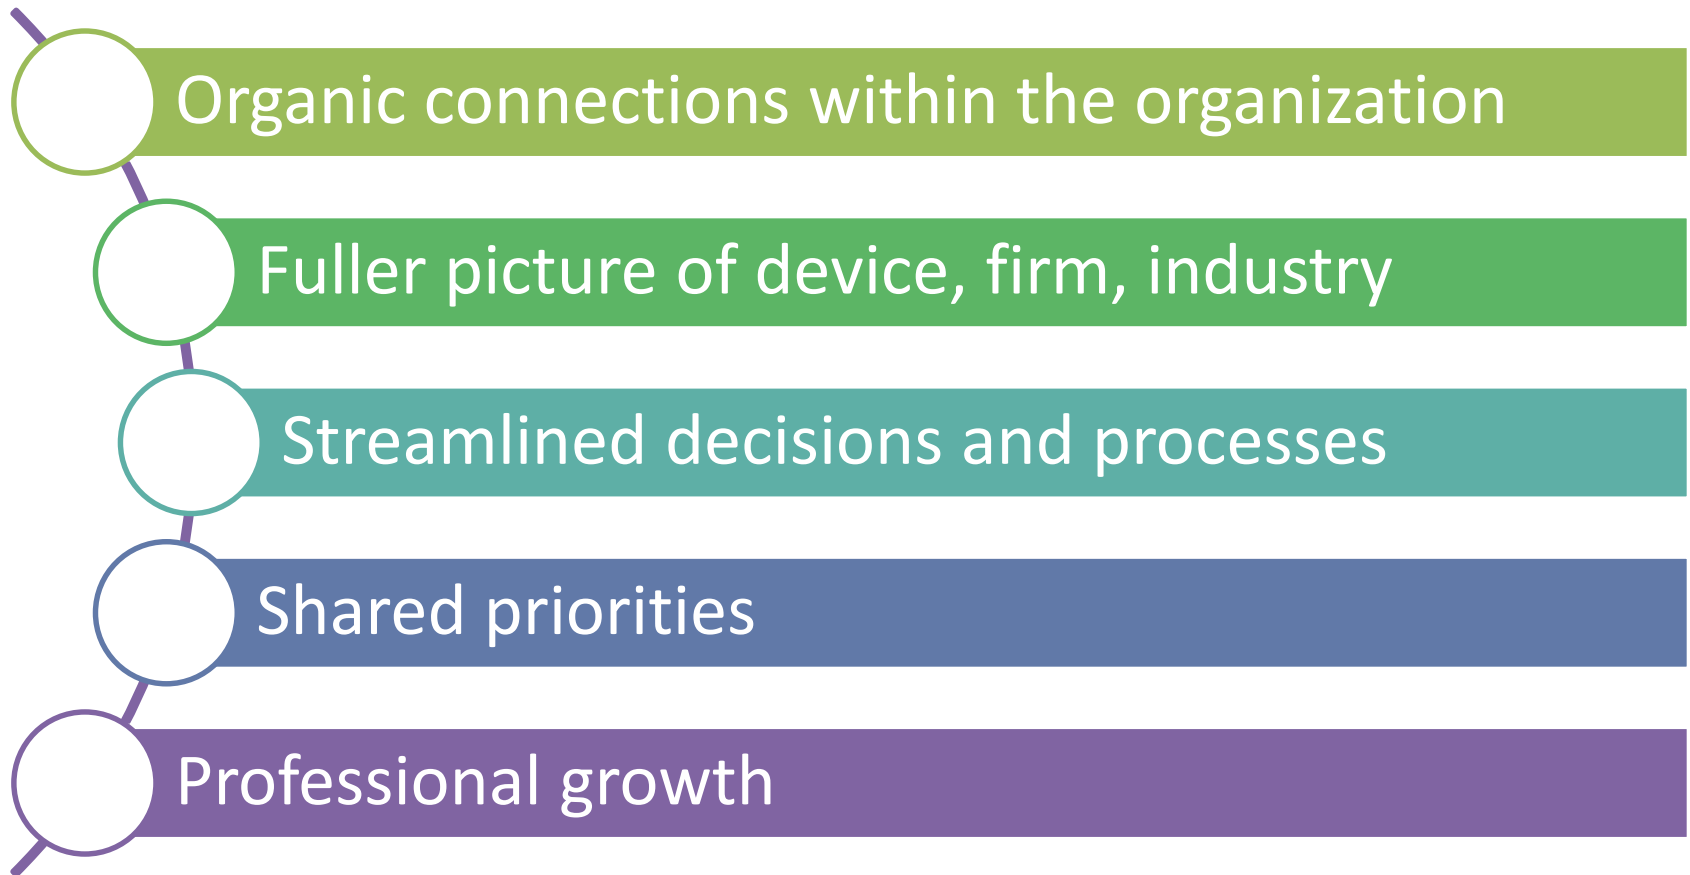 Organic connections within the organization
Fuller picture of device, firm, industry
Streamlined decisions and processes
Shared priorities
Professional growth